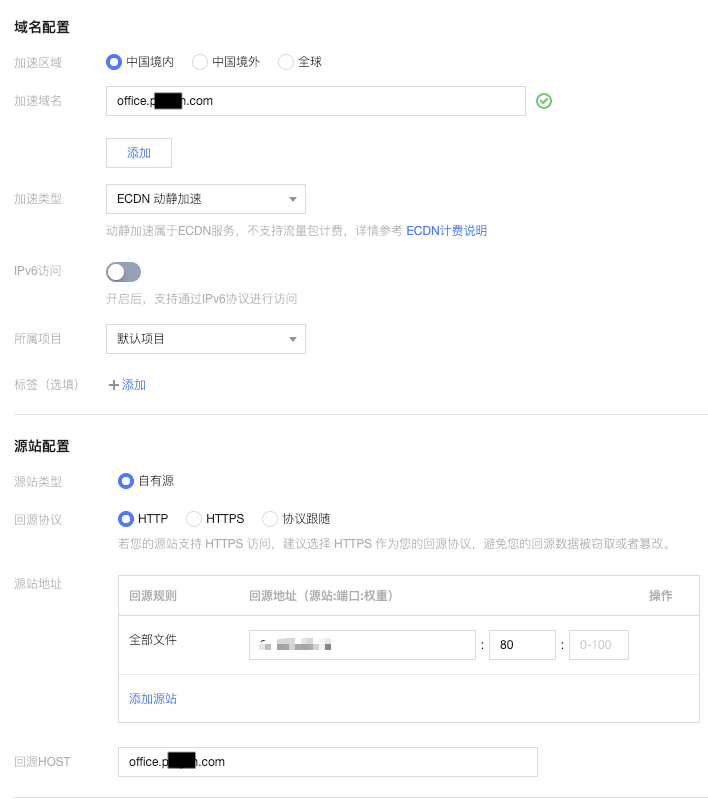 域名配置
加速区域 中国境内 中国境外 全球
加速域名 office.p n.com
添加
加速类型 ECDN 动静加速
动静加速属于ECDN服务，不支持流量包计费，详情参考 ECDN计费说明
IPv6访问
开启后，支持通过IPv6协议进行访问
所属项目 默认项目
标签（选填） 添加
源站配置
源站类型 自有源
回源协议 HTTP HTTPS 协议跟随
若您的源站支持 HTTPS 访问，建议选择 HTTPS 作为您的回源协议，避免您的回源数据被窃取或者篡改。
源站地址
回源规则 回源地址（源站:端口:权重） 操作
全部文件 : 80 : 0-100
添加源站
回源HOST office.p n.com